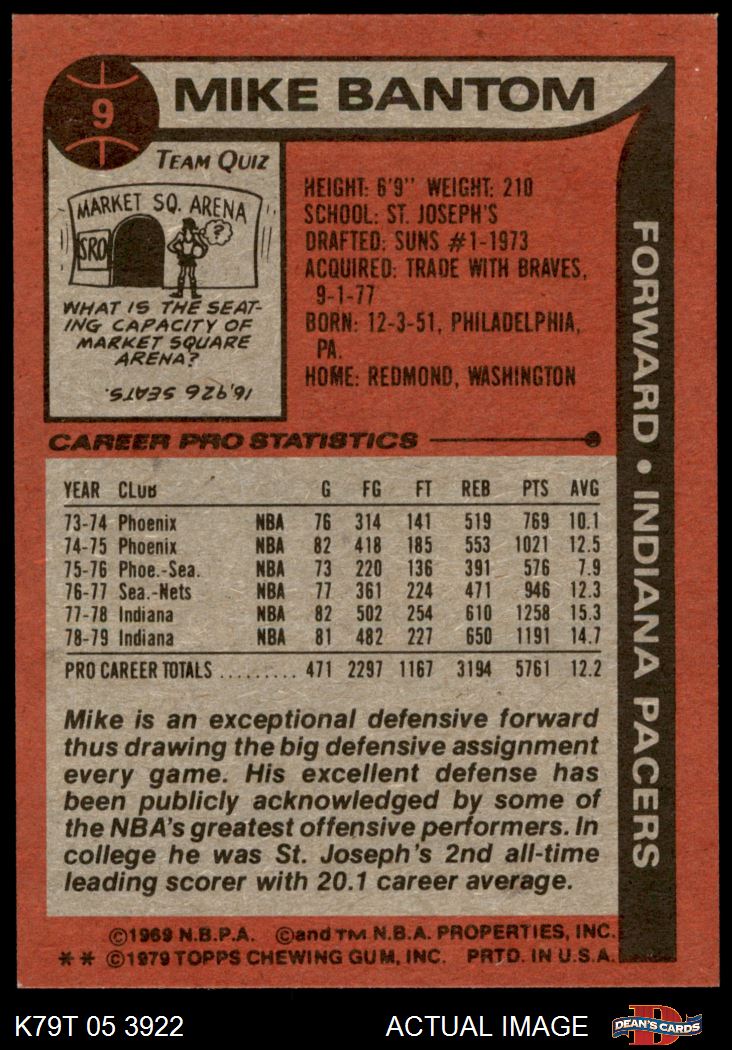 9
MIKE BANTOM
TEAM QUIZ
MARKET SQ. ARENA
SRO
?
WHAT IS THE SEAT-
ING CAPACITY OF
MARKET SQUARE
ARENA?
16,926 SEATS.
HEIGHT: 6'9" WEIGHT: 210
SCHOOL: ST. JOSEPH'S
DRAFTED: SUNS #1-1973
ACQUIRED: TRADE WITH BRAVES,
9-1-77
BORN: 12-3-51, PHILADELPHIA,
PA.
HOME: REDMOND, WASHINGTON
FORWARD • INDIANA PACERS
CAREER PRO STATISTICS
YEAR CLUB G FG FT REB PTS AVG
73-74 Phoenix NBA 76 314 141 519 769 10.1
74-75 Phoenix NBA 82 418 185 553 1021 12.5
75-76 Phoe.-Sea. NBA 73 220 136 391 576 7.9
76-77 Sea.-Nets NBA 77 361 224 471 946 12.3
77-78 Indiana NBA 82 502 254 610 1258 15.3
78-79 Indiana NBA 81 482 227 650 1191 14.7
PRO CAREER TOTALS ......... 471 2297 1167 3194 5761 12.2
Mike is an exceptional defensive forward
thus drawing the big defensive assignment
every game. His excellent defense has
been publicly acknowledged by some of
the NBA's greatest offensive performers. In
college he was St. Joseph's 2nd all-time
leading scorer with 20.1 career average.
©1969 N.B.P.A. ©and TM N.B.A. PROPERTIES, INC.
** ©1979 TOPPS CHEWING GUM, INC. PRTD. IN U.S.A.
K79T 05 3922 ACTUAL IMAGE
D
DEAN'S CARDS